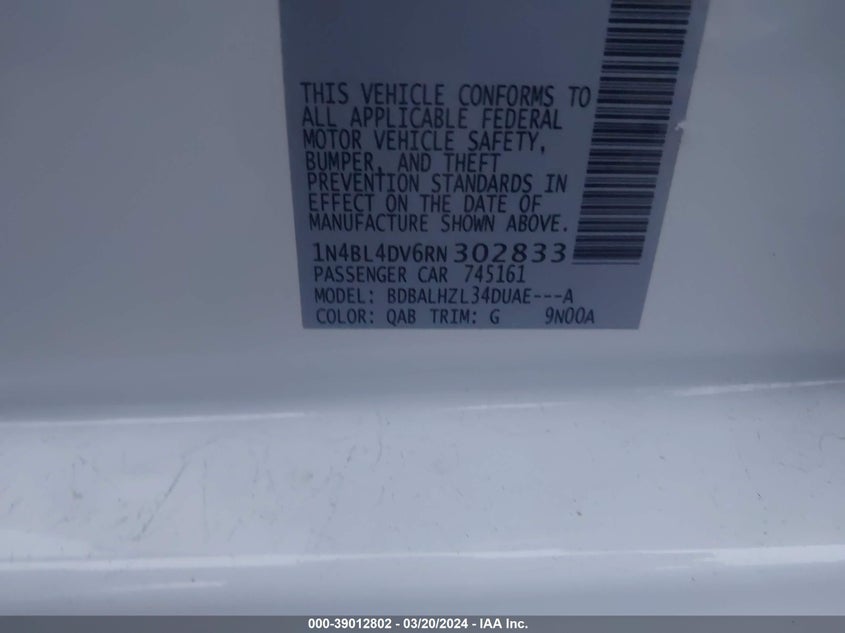 THIS VEHICLE CONFORMS TO
ALL APPLICABLE FEDERAL
MOTOR VEHICLE SAFETY,
BUMPER, AND THEFT
PREVENTION STANDARDS IN
EFFECT ON THE DATE OF
MANUFACTURE SHOWN ABOVE.
1N4BL4DV6RN302833
PASSENGER CAR 745161
MODEL: BDBALHZL34DUAE---A
COLOR: QAB TRIM: G 9N00A
000-39012802 - 03/20/2024 - IAA Inc.